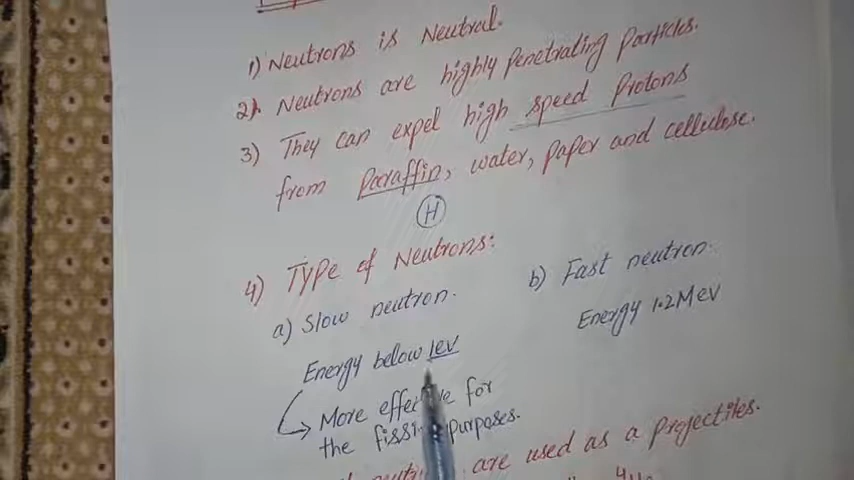 1) Neutrons is Neutral.
2). Neutrons are highly Penetrating Particles.
3) They can expel high speed Protons
from Paraffin, water, paper and cellulose.
H
4) Type of Neutrons:
a) Slow neutron.
b) Fast neutron.
Energy below 1ev
Energy 1.2Mev
More effective for
the purposes.
are used as a Projectiles.